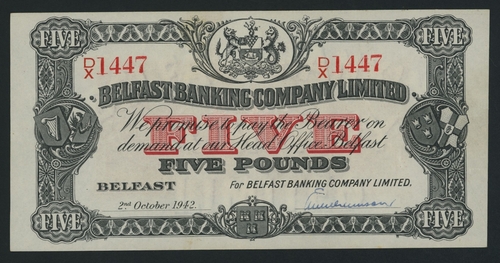 FIVE FIVE
D/X 1447 D/X 1447
BELFAST BANKING COMPANY LIMITED
We promise to pay the Bearer on
FIVE
demand at our Head Office Belfast
FIVE POUNDS
BELFAST For BELFAST BANKING COMPANY LIMITED.
2nd October 1942.
FIVE FIVE